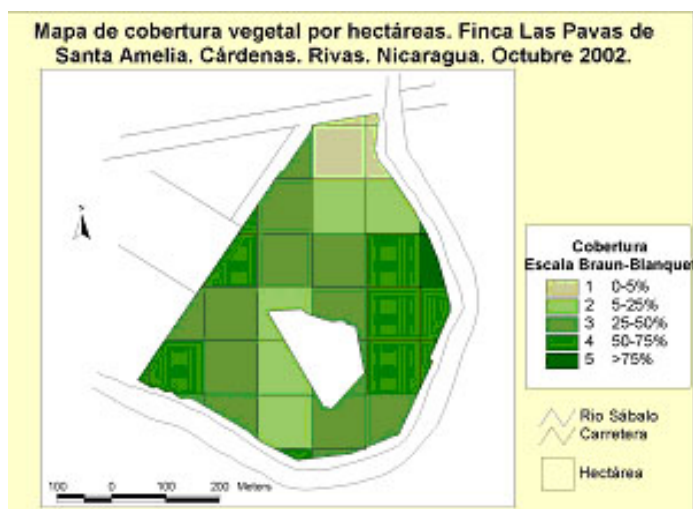 Mapa de cobertura vegetal por hectáreas. Finca Las Pavas de
Santa Amelia. Cárdenas. Rivas. Nicaragua. Octubre 2002.
Cobertura
Escala Braun-Blanquet
1 0-5%
2 5-25%
3 25-50%
4 50-75%
5 >75%
Rio Sábalo
Carretera
Hectárea
100 0 100 200 Meters